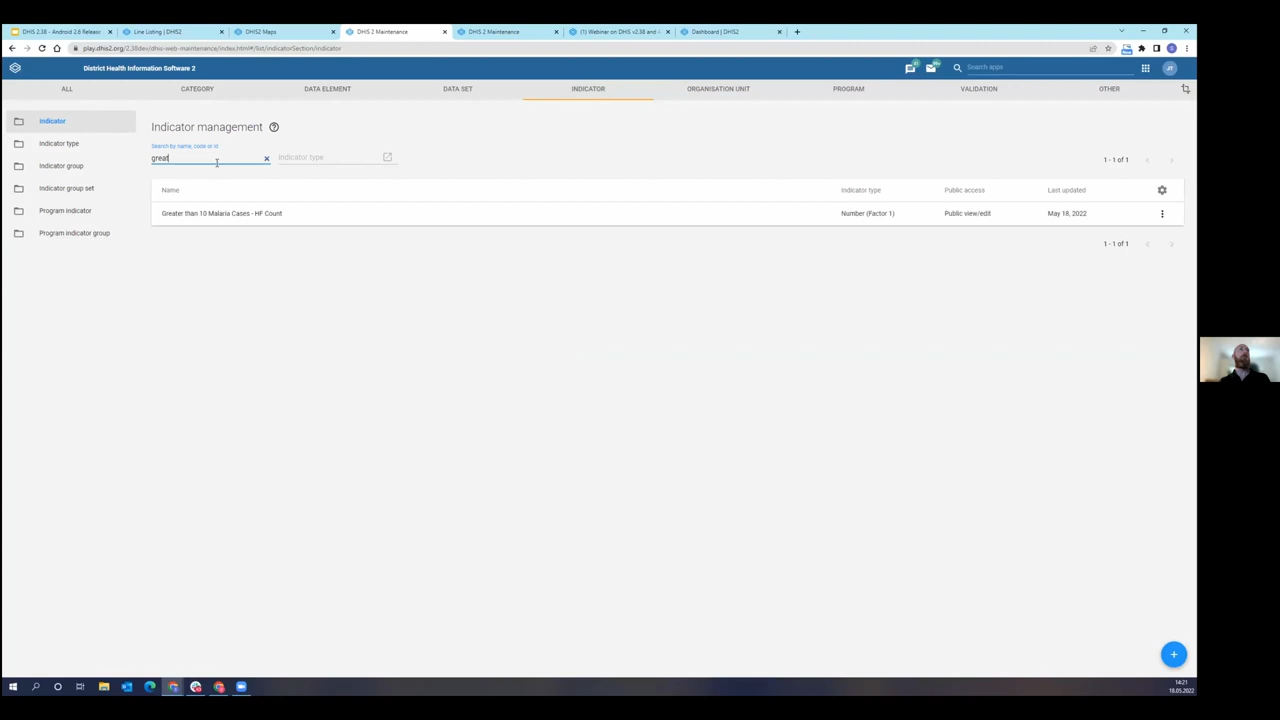 DHIS 2.38 - Android 2.6 Releas
Line Listing | DHIS2
DHIS2 Maps
DHIS 2 Maintenance
DHIS 2 Maintenance
(1) Webinar on DHIS v2.38 and
Dashboard | DHIS2
play.dhis2.org/2.38dev/dhis-web-maintenance/index.html#/list/indicatorSection/indicator
District Health Information Software 2
Search apps
JT
ALL
CATEGORY
DATA ELEMENT
DATA SET
INDICATOR
ORGANISATION UNIT
PROGRAM
VALIDATION
OTHER
Indicator
Indicator type
Indicator group
Indicator group set
Program indicator
Program indicator group
Indicator management
Search by name, code or id
great
Indicator type
1 - 1 of 1
Name
Indicator type
Public access
Last updated
Greater than 10 Malaria Cases - HF Count
Number (Factor 1)
Public view/edit
May 18, 2022
1 - 1 of 1
14:21
18.05.2022